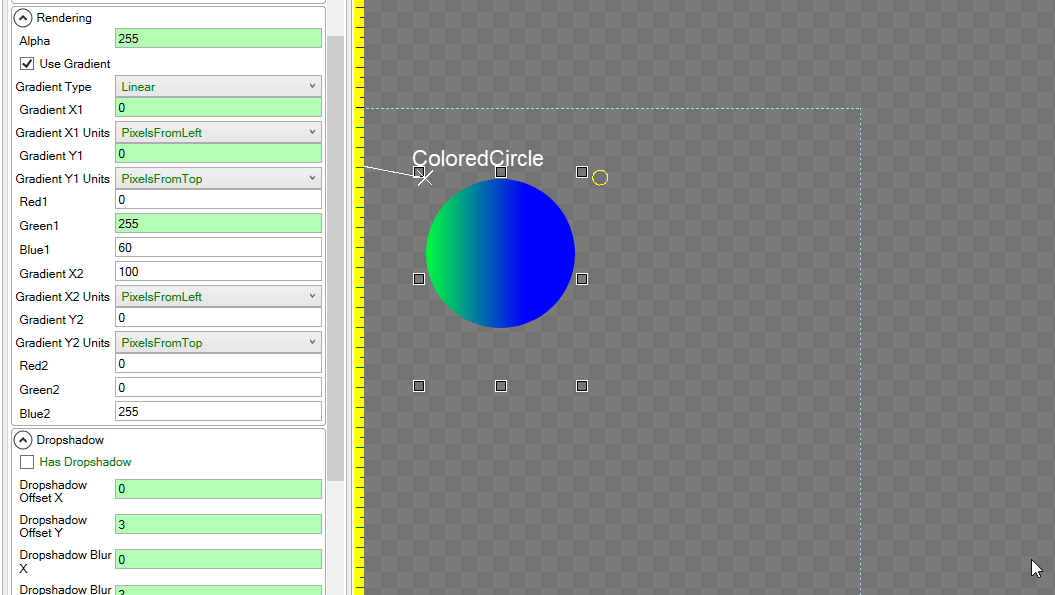 Rendering
Alpha 255
Use Gradient
Gradient Type Linear
Gradient X1 0
Gradient X1 Units PixelsFromLeft
Gradient Y1 0
Gradient Y1 Units PixelsFromTop
Red1 0
Green1 255
Blue1 60
Gradient X2 100
Gradient X2 Units PixelsFromLeft
Gradient Y2 0
Gradient Y2 Units PixelsFromTop
Red2 0
Green2 0
Blue2 255
Dropshadow
Has Dropshadow
Dropshadow
Offset X 0
Dropshadow
Offset Y 3
Dropshadow Blur
X 0
Dropshadow Blur
ColoredCircle